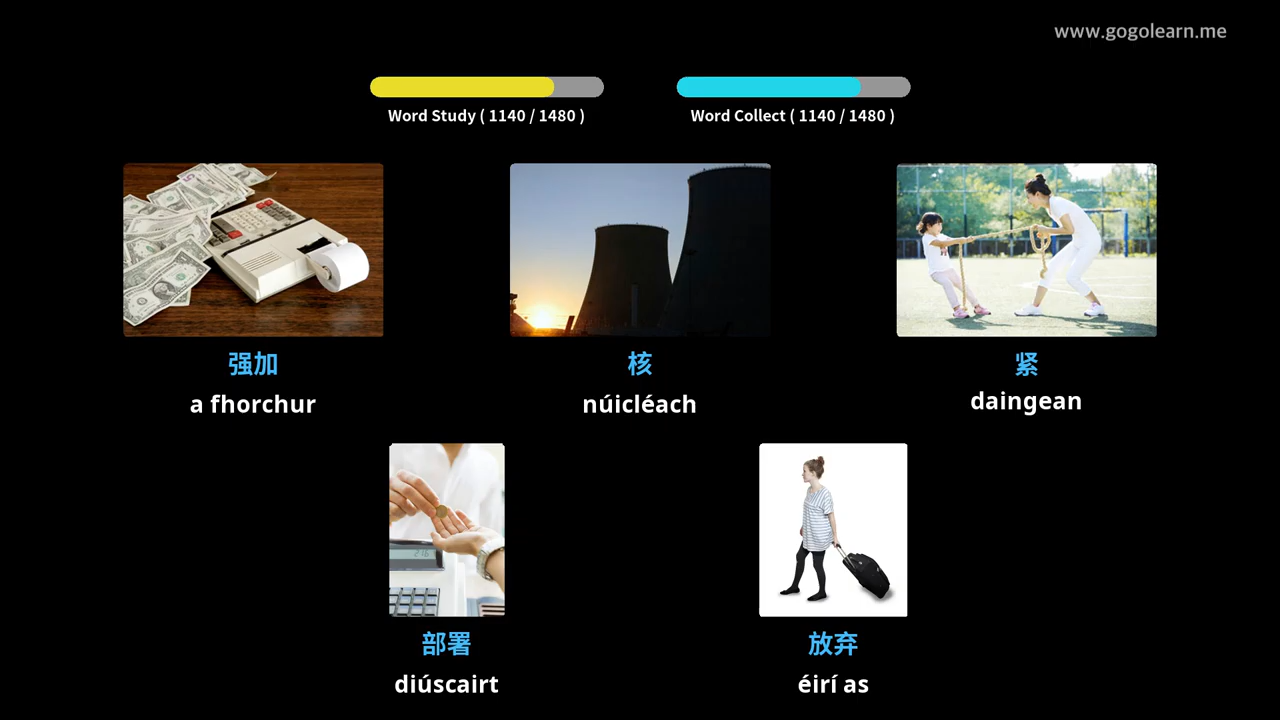 www.gogolearn.me
Word Study ( 1140 / 1480 )
Word Collect ( 1140 / 1480 )
强加
核
紧
a fhorchur
núicléach
daingean
部署
放弃
diúscairt
éirí as